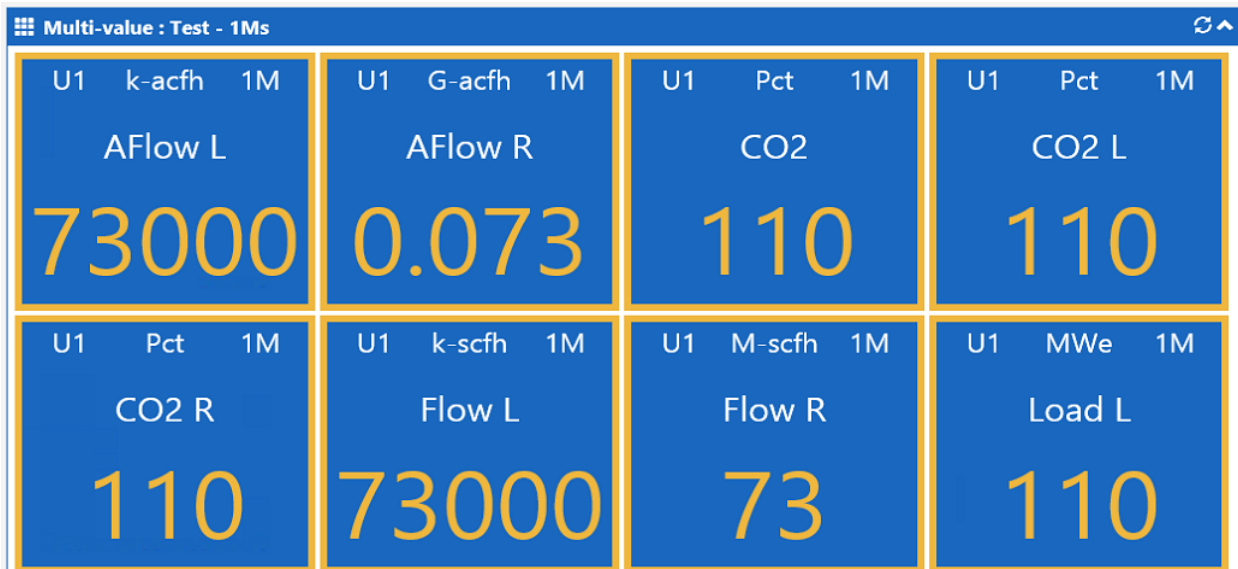 Multi-value : Test - 1Ms
U1 k-acfh 1M
AFlow L
73000
U1 G-acfh 1M
AFlow R
0.073
U1 Pct 1M
CO2
110
U1 Pct 1M
CO2 L
110
U1 Pct 1M
CO2 R
110
U1 k-scfh 1M
Flow L
73000
U1 M-scfh 1M
Flow R
73
U1 MWe 1M
Load L
110